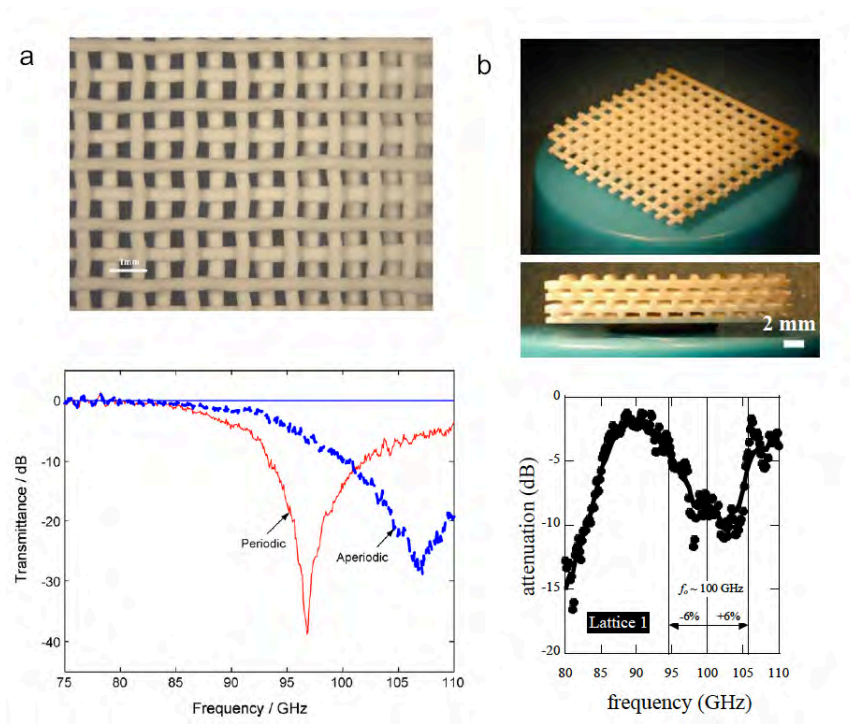 a
1mm
b
2 mm
0
-10
-20
-30
-40
Transmittance / dB
Periodic
Aperiodic
75 80 85 90 95 100 105 110
Frequency / GHz
0
-5
-10
-15
-20
attenuation (dB)
fo ~ 100 GHz
-6% +6%
Lattice 1
80 85 90 95 100 105 110
frequency (GHz)